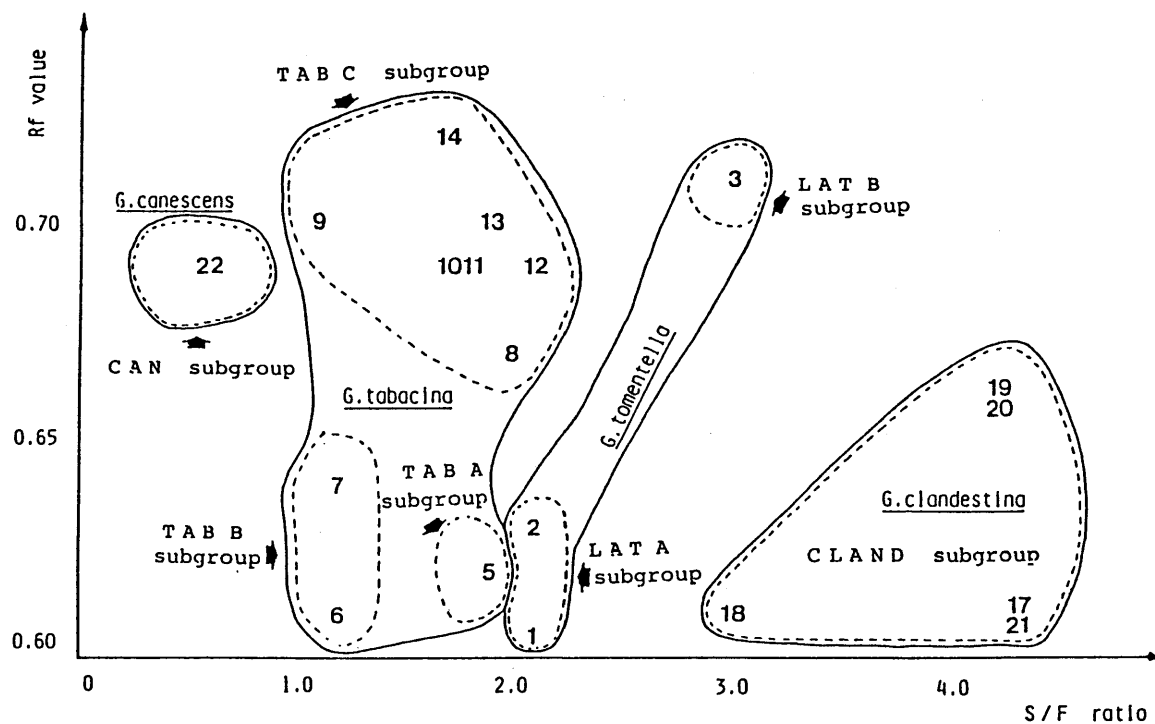 TAB C subgroup
Rf value
14
3
LAT B
subgroup
G.canescens
0.70
9
13
22
1011
12
8
CAN subgroup
G.tabacina
G.tomentella
19
20
0.65
TAB A
subgroup
7
2
G.clandestina
TAB B
subgroup
5
LAT A
subgroup
CLAND subgroup
6
1
18
17
21
0.60
0 1.0 2.0 3.0 4.0
S/F ratio